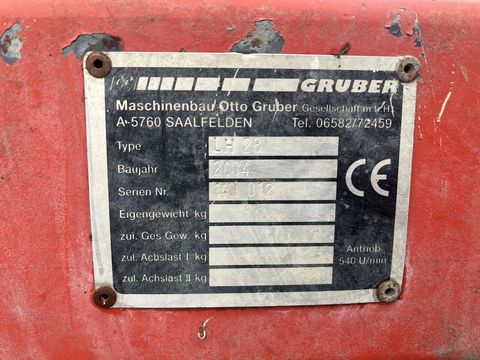 GRUBER
Maschinenbau Otto Gruber Gesellschaft m.b.H.
A-5760 SAALFELDEN Tel. 06582/72459
Type LH 28
Baujahr 2004
Serien Nr. 012
Eigengewicht kg
zul. Ges. Gew. kg
zul. Achslast I kg
zul. Achslast II kg
CE
Antrieb
540 U/min